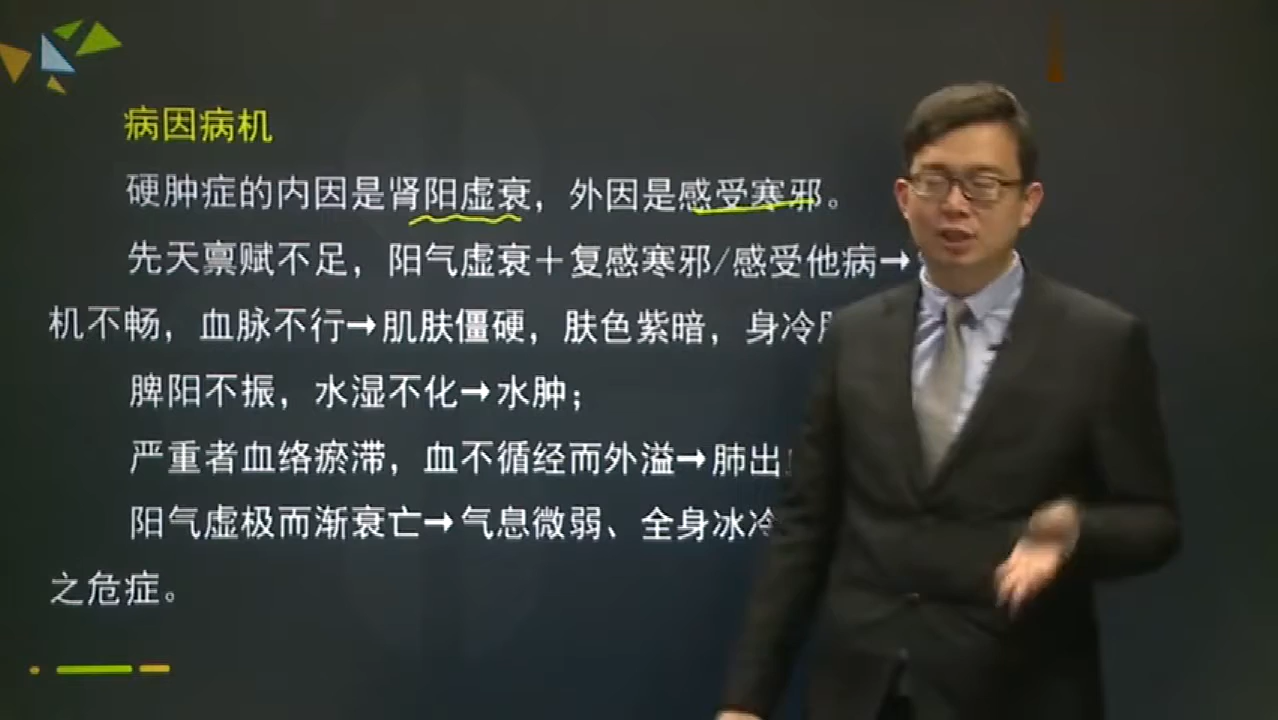 病因病机
硬肿症的内因是肾阳虚衰，外因是感受寒邪。
先天禀赋不足，阳气虚衰＋复感寒邪/感受他病→
机不畅，血脉不行→肌肤僵硬，肤色紫暗，身冷
脾阳不振，水湿不化→水肿；
严重者血络瘀滞，血不循经而外溢→肺出
阳气虚极而渐衰亡→气息微弱、全身冰冷
之危症。